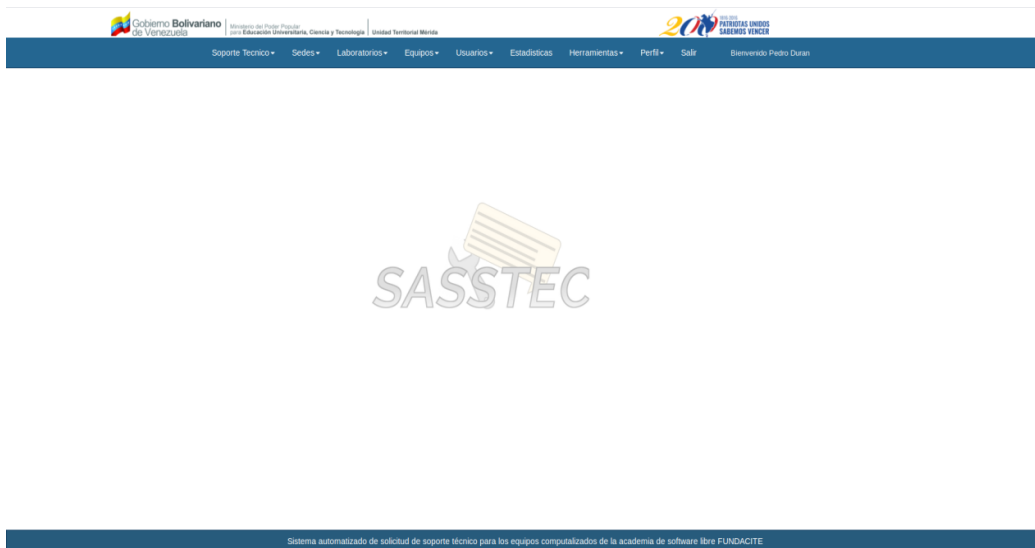 Gobierno Bolivariano
de Venezuela
Ministerio del Poder Popular
para Educación Universitaria, Ciencia y Tecnología
Unidad Territorial Mérida
200
PATRIOTAS UNIDOS
SABEMOS VENCER
Soporte Tecnico Sedes Laboratorios Equipos Usuarios Estadísticas Herramientas Perfil Salir Bienvenido Pedro Duran
SASSTEC
Sistema automatizado de solicitud de soporte técnico para los equipos computalizados de la academia de software libre FUNDACITE